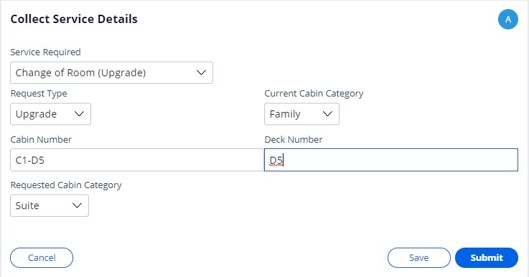 Collect Service Details
A
Service Required
Change of Room (Upgrade)
Request Type
Current Cabin Category
Upgrade
Family
Cabin Number
Deck Number
C1-D5
D5
Requested Cabin Category
Suite
Cancel
Save
Submit